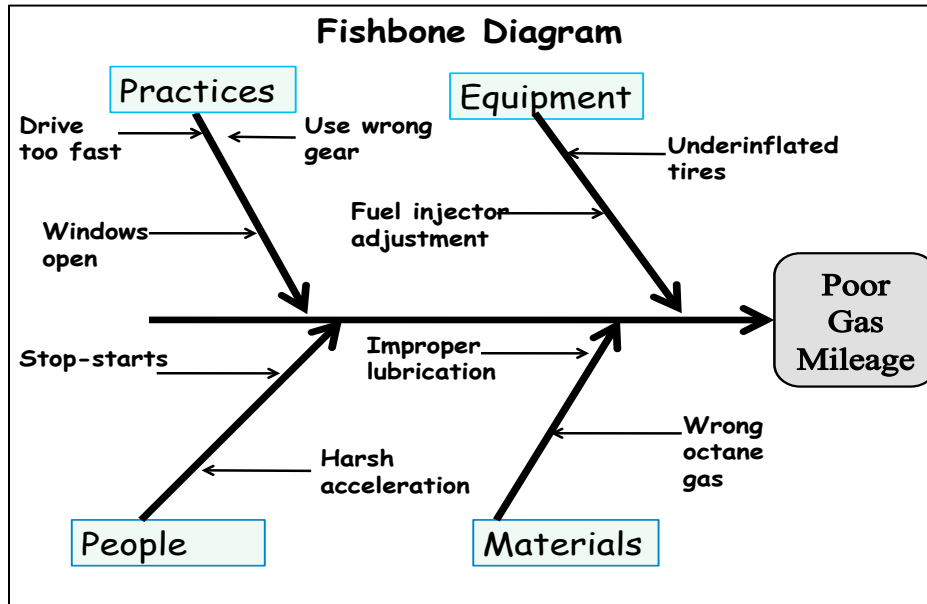 Fishbone Diagram
Practices
Equipment
Drive
too fast
Use wrong
gear
Underinflated
tires
Windows
open
Fuel injector
adjustment
Poor
Gas
Mileage
Stop-starts
Improper
lubrication
Harsh
acceleration
Wrong
octane
gas
People
Materials